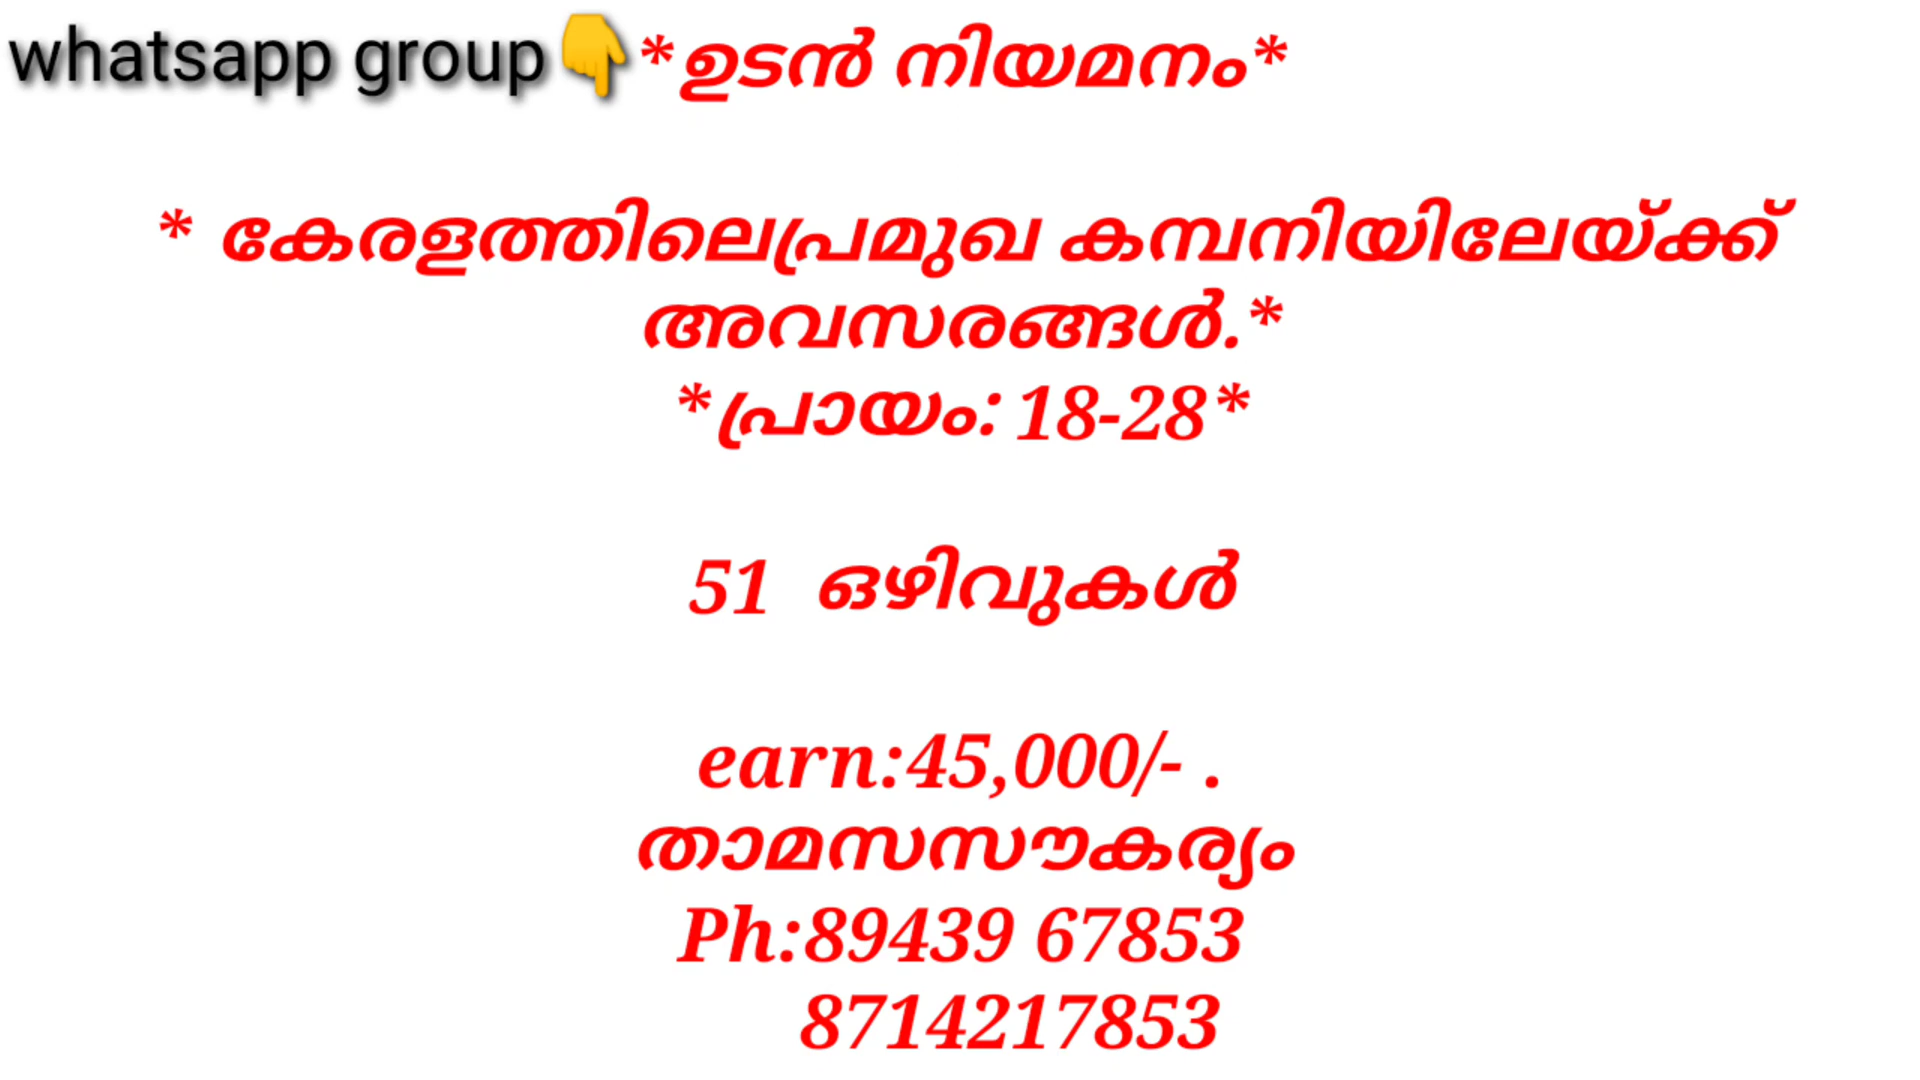 whatsapp group👇
*ഉടൻ നിയമനം*
* കേരളത്തിലെപ്രമുഖ കമ്പനിയിലേയ്ക്ക്
അവസരങ്ങൾ.*
*പ്രായം: 18-28*
51 ഒഴിവുകൾ
earn:45,000/- .
താമസസൗകര്യം
Ph:89439 67853
8714217853